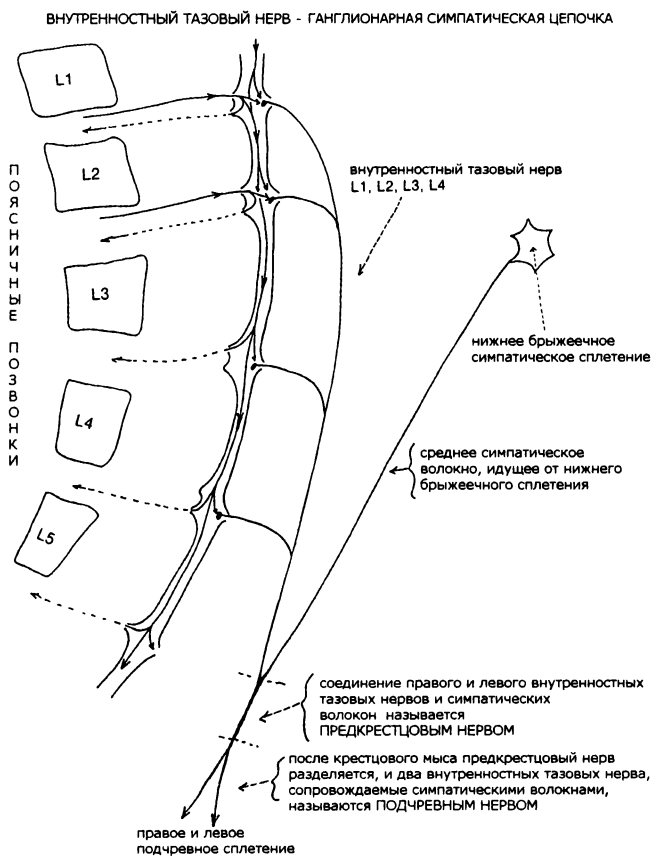 ВНУТРЕННОСТНЫЙ ТАЗОВЫЙ НЕРВ - ГАНГЛИОНАРНАЯ СИМПАТИЧЕСКАЯ ЦЕПОЧКА
L1
L2
L3
L4
L5
ПОЯСНИЧНЫЕ ПОЗВОНКИ
внутренностный тазовый нерв
L1, L2, L3, L4
нижнее брыжеечное
симпатическое сплетение
среднее симпатическое
волокно, идущее от нижнего
брыжеечного сплетения
соединение правого и левого внутренностных
тазовых нервов и симпатических
волокон называется
ПРЕДКРЕСТЦОВЫМ НЕРВОМ
после крестцового мыса предкрестцовый нерв
разделяется, и два внутренностных тазовых нерва,
сопровождаемые симпатическими волокнами,
называются ПОДЧРЕВНЫМ НЕРВОМ
правое и левое
подчревное сплетение